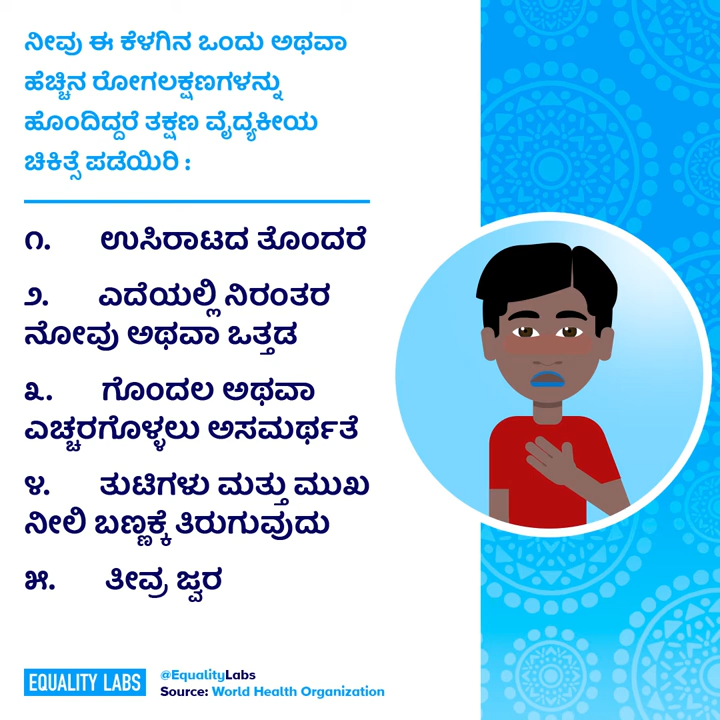 ನೀವು ಈ ಕೆಳಗಿನ ಒಂದು ಅಥವಾ
ಹೆಚ್ಚಿನ ರೋಗಲಕ್ಷಣಗಳನ್ನು
ಹೊಂದಿದ್ದರೆ ತಕ್ಷಣ ವೈದ್ಯಕೀಯ
ಚಿಕಿತ್ಸೆ ಪಡೆಯಿರಿ :
೧. ಉಸಿರಾಟದ ತೊಂದರೆ
೨. ಎದೆಯಲ್ಲಿ ನಿರಂತರ
ನೋವು ಅಥವಾ ಒತ್ತಡ
೩. ಗೊಂದಲ ಅಥವಾ
ಎಚ್ಚರಗೊಳ್ಳಲು ಅಸಮರ್ಥತೆ
೪. ತುಟಿಗಳು ಮತ್ತು ಮುಖ
ನೀಲಿ ಬಣ್ಣಕ್ಕೆ ತಿರುಗುವುದು
೫. ತೀವ್ರ ಜ್ವರ
EQUALITY LABS
@EqualityLabs
Source: World Health Organization